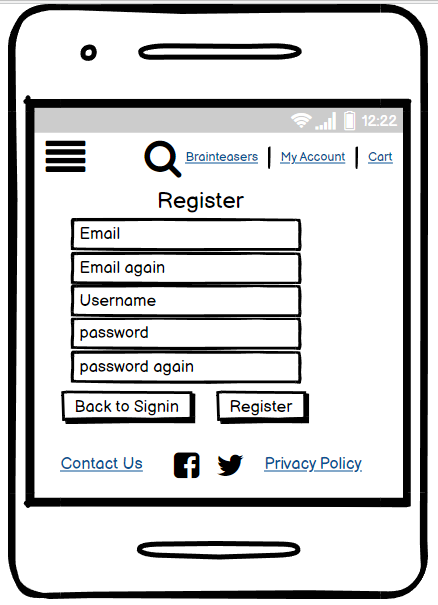 12:22
Brainteasers | My Account | Cart
Register
Email
Email again
Username
password
password again
Back to Signin Register
Contact Us Privacy Policy